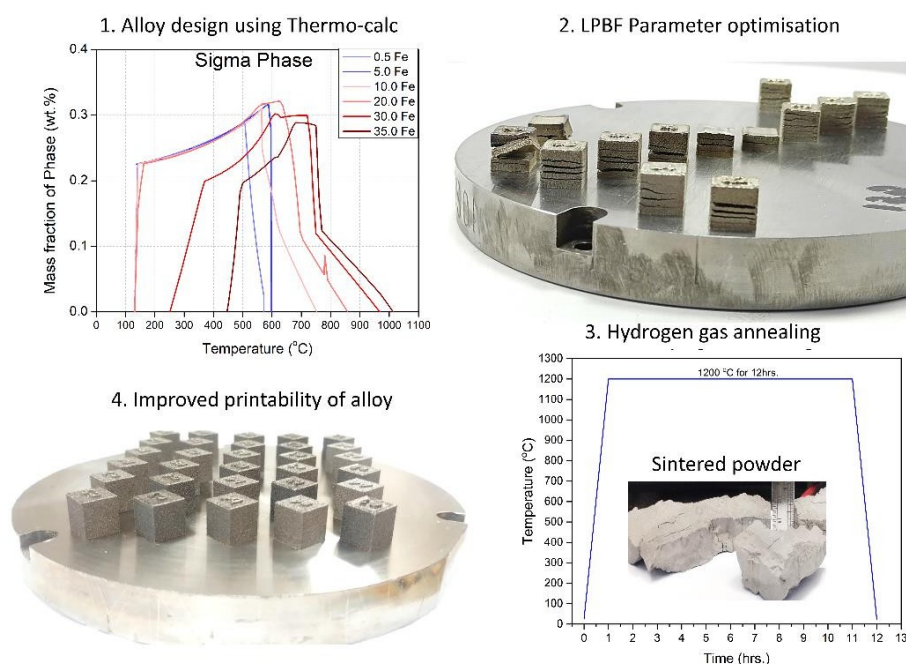 1. Alloy design using Thermo-calc
Sigma Phase
0.5 Fe
5.0 Fe
10.0 Fe
20.0 Fe
30.0 Fe
35.0 Fe
Mass fraction of Phase (wt.%)
0.4
0.3
0.2
0.1
0.0
0 100 200 300 400 500 600 700 800 900 1000 1100
Temperature (°C)
2. LPBF Parameter optimisation
3. Hydrogen gas annealing
1200 °C for 12hrs.
Sintered powder
Temperature (°C)
1300
1200
1100
1000
900
800
700
600
500
400
300
200
100
0
0 1 2 3 4 5 6 7 8 9 10 11 12 13
Time (hrs.)
4. Improved printability of alloy